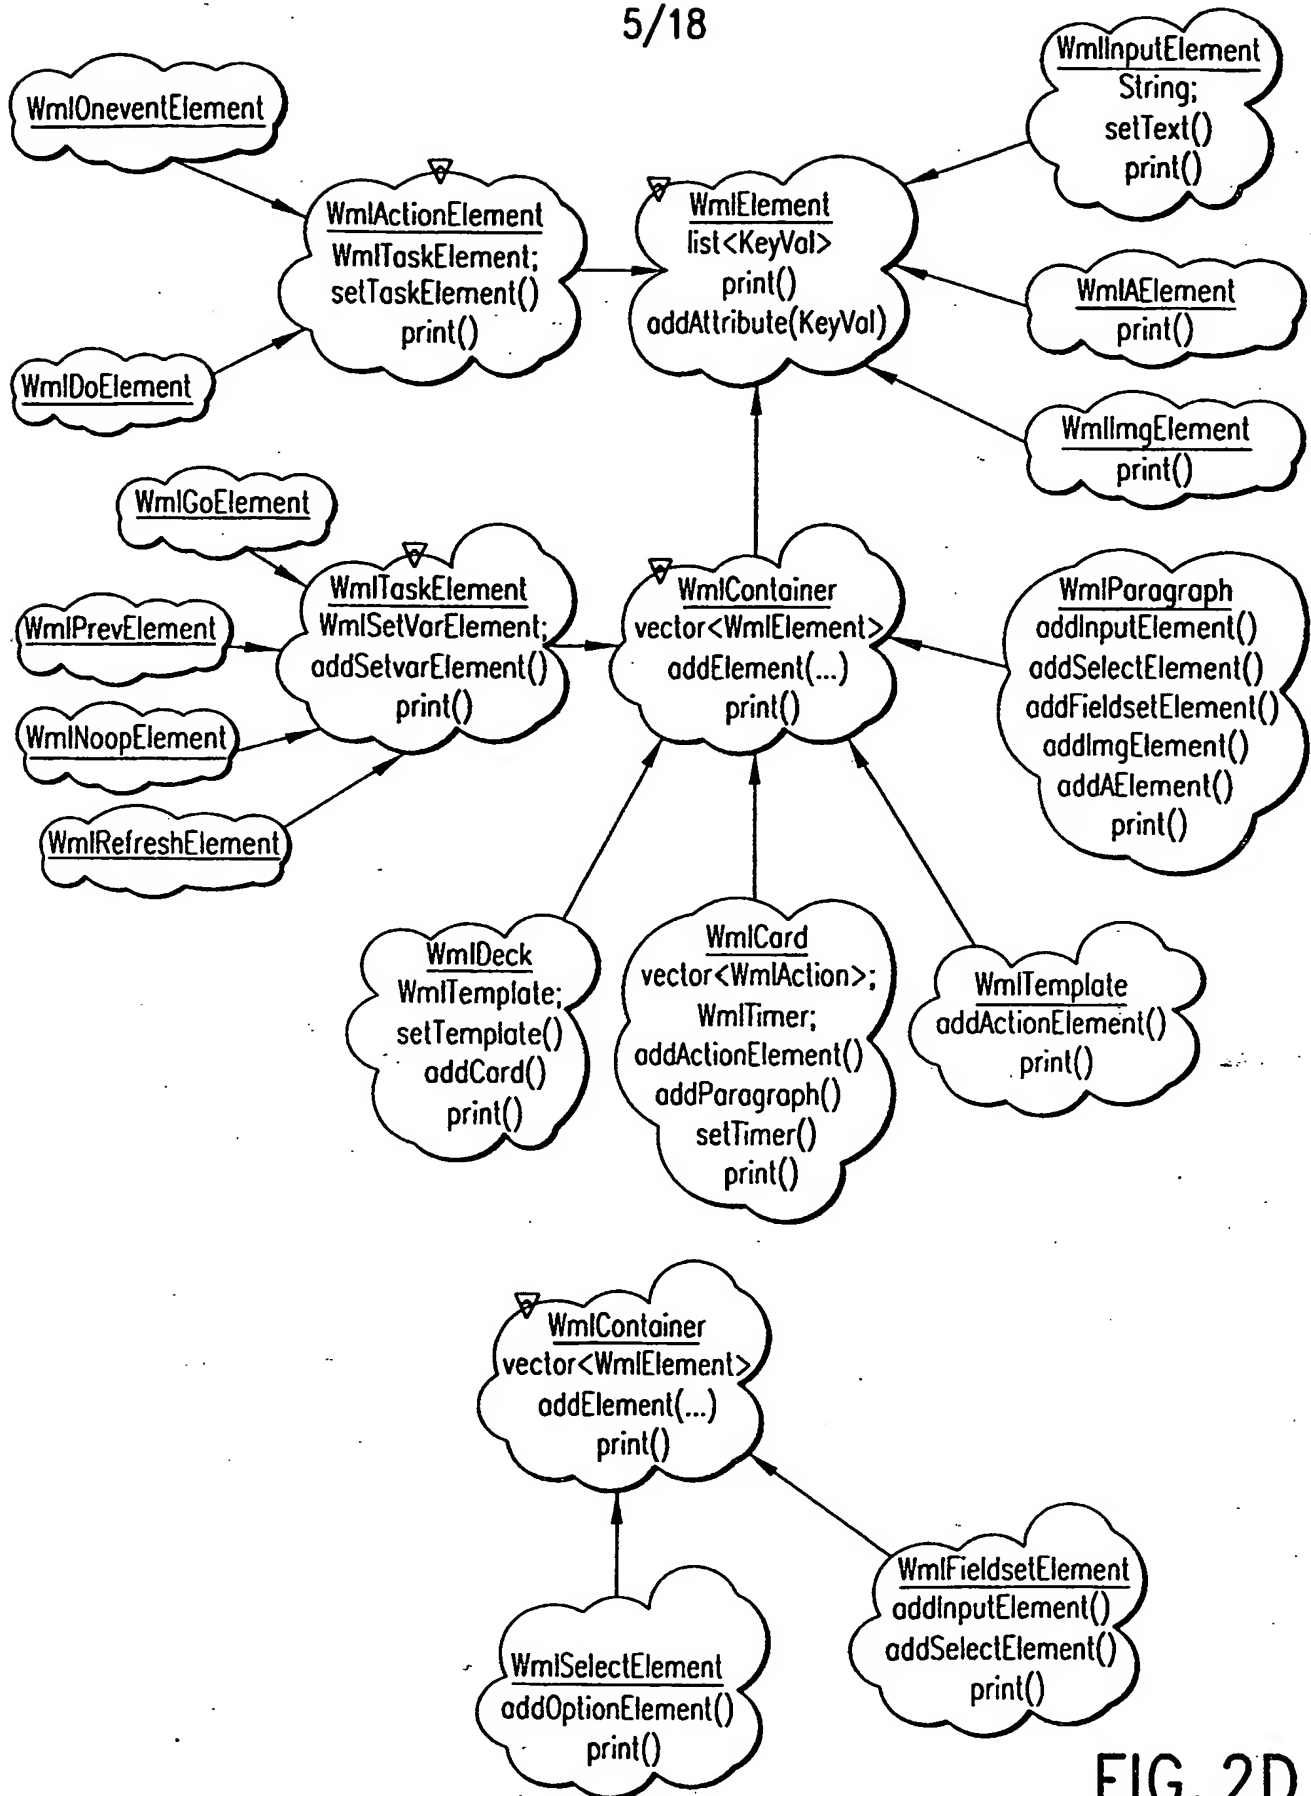 5/18
WmlOneventElement
WmlActionElement
WmlTaskElement;
setTaskElement()
print()
WmlDoElement
WmlElement
list<KeyVal>
print()
addAttribute(KeyVal)
WmlInputElement
String;
setText()
print()
WmlAElement
print()
WmlImgElement
print()
WmlGoElement
WmlPrevElement
WmlNoopElement
WmlRefreshElement
WmlTaskElement
WmlSetVarElement;
addSetvarElement()
print()
WmlContainer
vector<WmlElement>
addElement(...)
print()
WmlParagraph
addInputElement()
addSelectElement()
addFieldsetElement()
addImgElement()
addAElement()
print()
WmlDeck
WmlTemplate;
setTemplate()
addCard()
print()
WmlCard
vector<WmlAction>;
WmlTimer;
addActionElement()
addParagraph()
setTimer()
print()
WmlTemplate
addActionElement()
print()
WmlContainer
vector<WmlElement>
addElement(...)
print()
WmlSelectElement
addOptionElement()
print()
WmlFieldsetElement
addInputElement()
addSelectElement()
print()
FIG. 2D